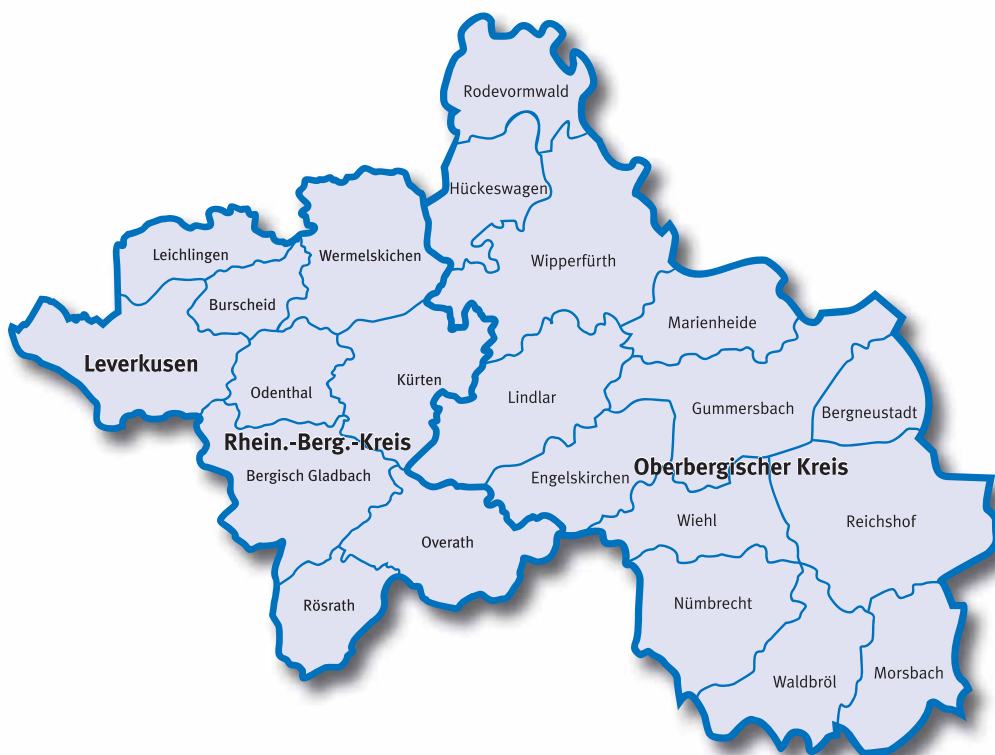 Rodevormwald
Hückeswagen
Leichlingen
Wermelskichen
Wipperfürth
Burscheid
Marienheide
Leverkusen
Odenthal
Kürten
Lindlar
Gummersbach
Bergneustadt
Rhein.-Berg.-Kreis
Oberbergischer Kreis
Bergisch Gladbach
Engelskirchen
Wiehl
Reichshof
Overath
Rösrath
Nümbrecht
Waldbröl
Morsbach